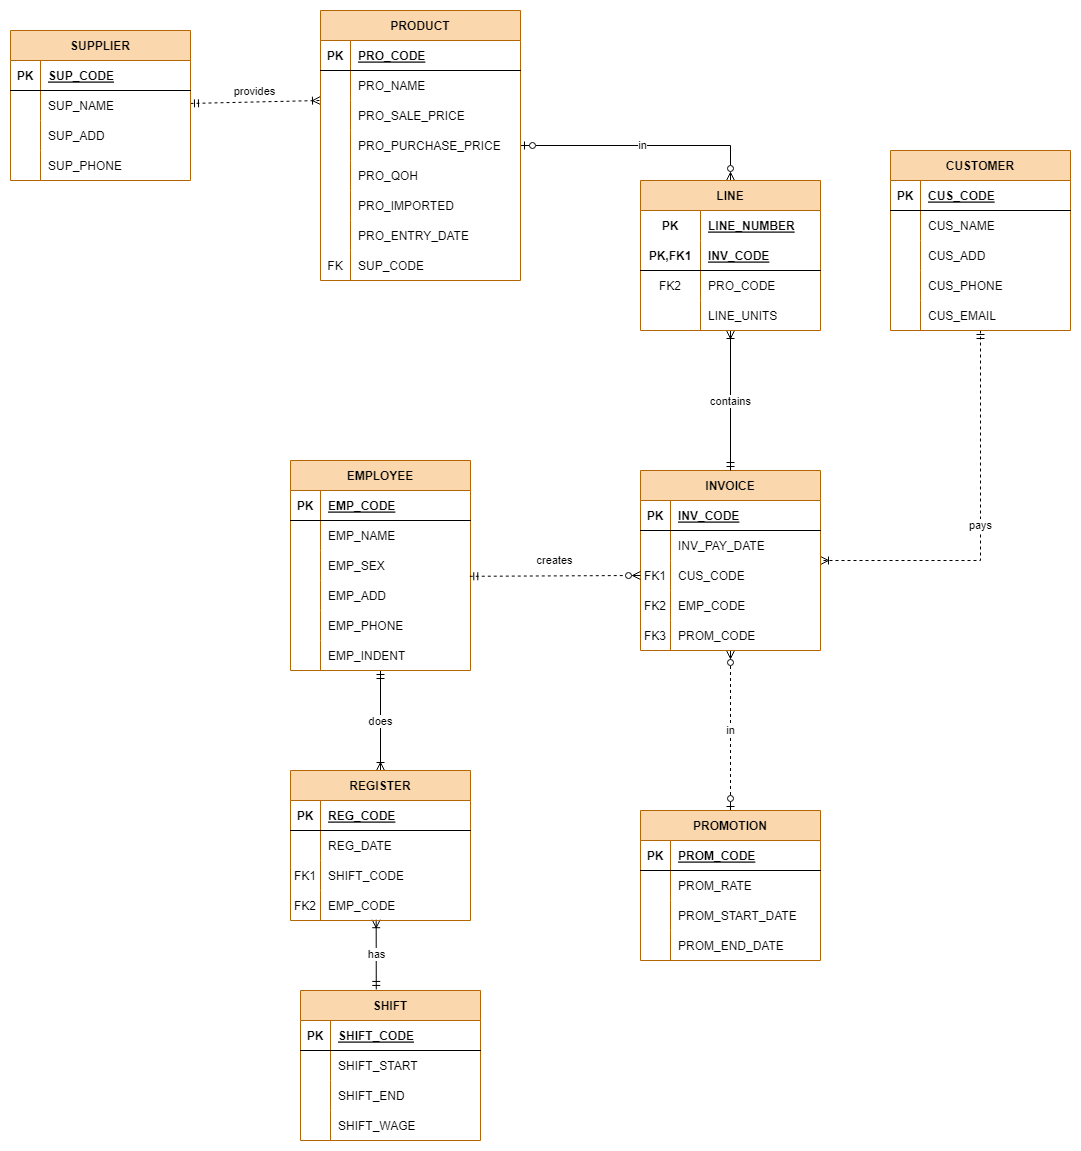 SUPPLIER
PK SUP_CODE
SUP_NAME
SUP_ADD
SUP_PHONE
provides
PRODUCT
PK PRO_CODE
PRO_NAME
PRO_SALE_PRICE
PRO_PURCHASE_PRICE
PRO_QOH
PRO_IMPORTED
PRO_ENTRY_DATE
FK SUP_CODE
in
LINE
PK LINE_NUMBER
PK,FK1 INV_CODE
FK2 PRO_CODE
LINE_UNITS
CUSTOMER
PK CUS_CODE
CUS_NAME
CUS_ADD
CUS_PHONE
CUS_EMAIL
contains
pays
EMPLOYEE
PK EMP_CODE
EMP_NAME
EMP_SEX
EMP_ADD
EMP_PHONE
EMP_INDENT
creates
INVOICE
PK INV_CODE
INV_PAY_DATE
FK1 CUS_CODE
FK2 EMP_CODE
FK3 PROM_CODE
does
in
REGISTER
PK REG_CODE
REG_DATE
FK1 SHIFT_CODE
FK2 EMP_CODE
PROMOTION
PK PROM_CODE
PROM_RATE
PROM_START_DATE
PROM_END_DATE
has
SHIFT
PK SHIFT_CODE
SHIFT_START
SHIFT_END
SHIFT_WAGE